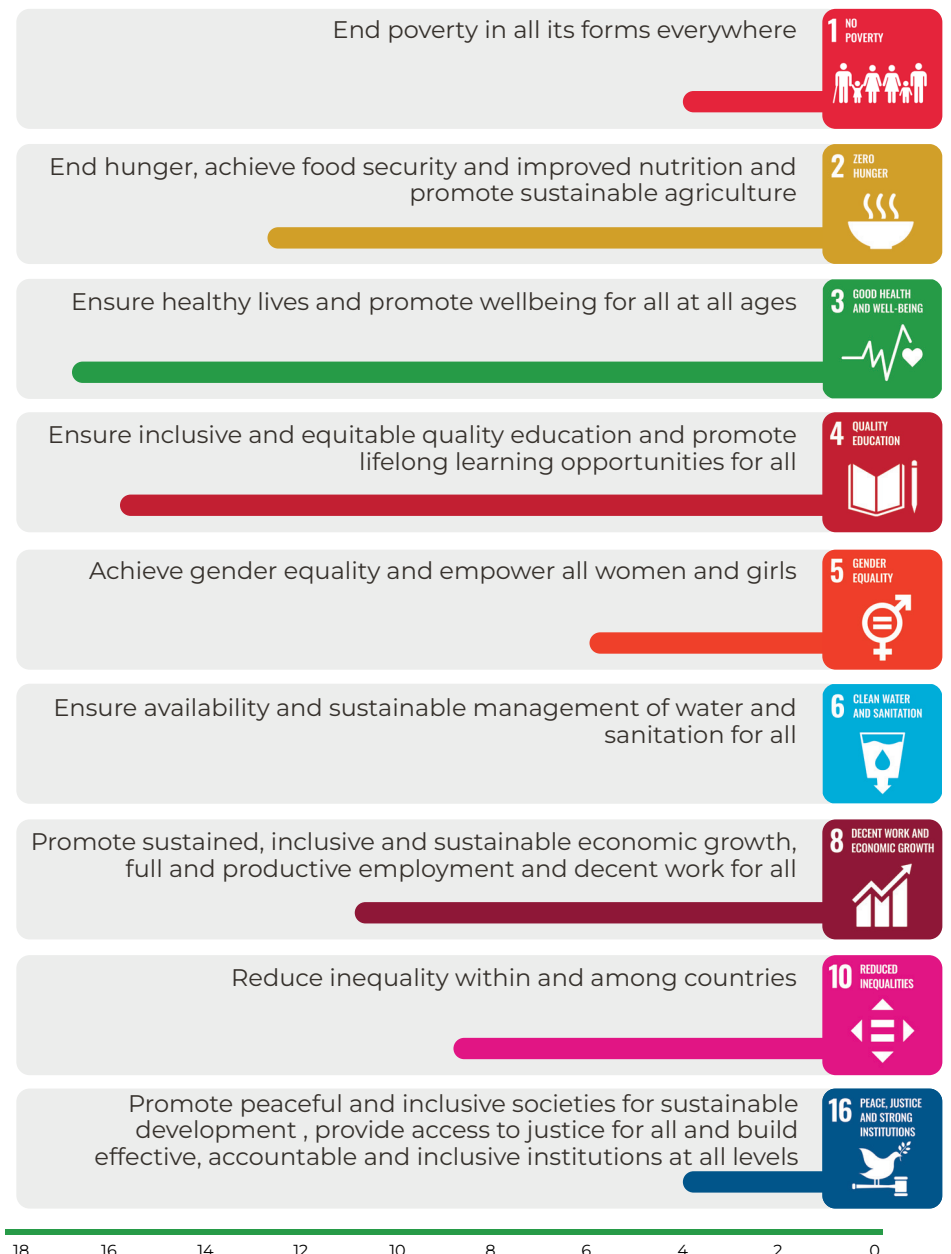 End poverty in all its forms everywhere
1 NO
POVERTY
End hunger, achieve food security and improved nutrition and
promote sustainable agriculture
2 ZERO
HUNGER
Ensure healthy lives and promote wellbeing for all at all ages
3 GOOD HEALTH
AND WELL-BEING
Ensure inclusive and equitable quality education and promote
lifelong learning opportunities for all
4 QUALITY
EDUCATION
Achieve gender equality and empower all women and girls
5 GENDER
EQUALITY
Ensure availability and sustainable management of water and
sanitation for all
6 CLEAN WATER
AND SANITATION
Promote sustained, inclusive and sustainable economic growth,
full and productive employment and decent work for all
8 DECENT WORK AND
ECONOMIC GROWTH
Reduce inequality within and among countries
10 REDUCED
INEQUALITIES
Promote peaceful and inclusive societies for sustainable
development , provide access to justice for all and build
effective, accountable and inclusive institutions at all levels
16 PEACE, JUSTICE
AND STRONG
INSTITUTIONS
18 16 14 12 10 8 6 4 2 0